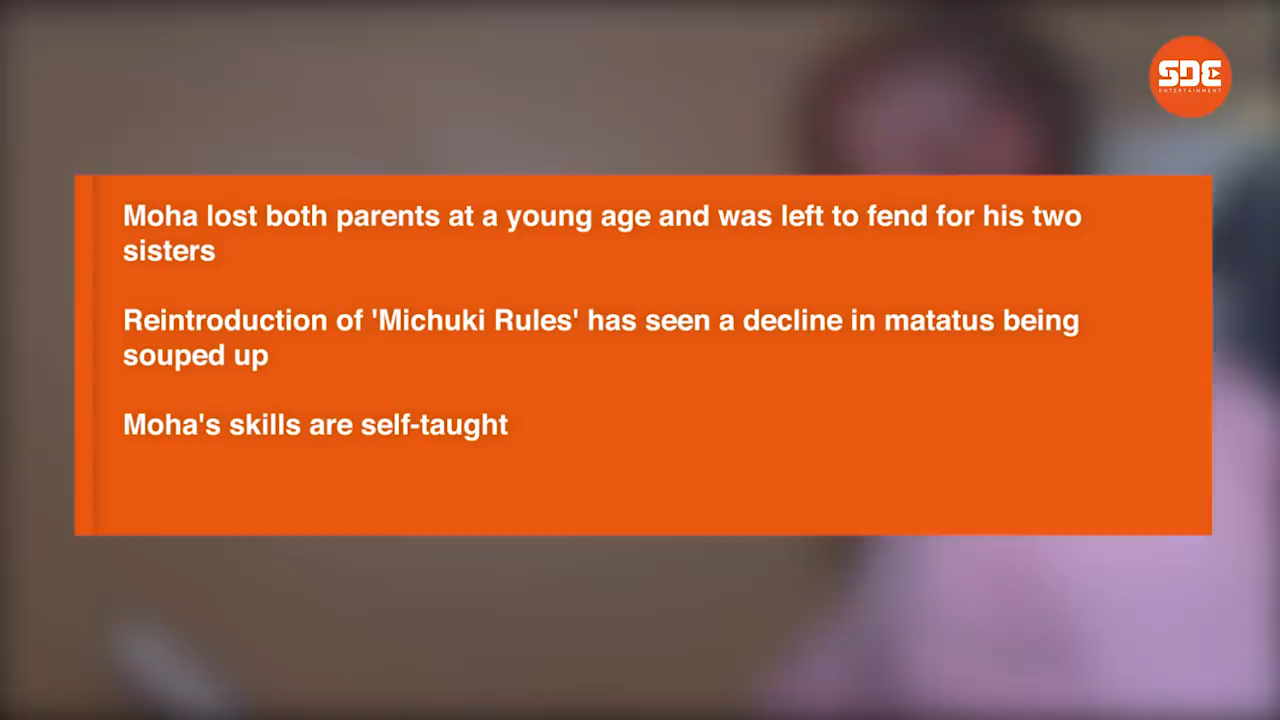 SDE
ENTERTAINMENT
Moha lost both parents at a young age and was left to fend for his two
sisters
Reintroduction of 'Michuki Rules' has seen a decline in matatus being
souped up
Moha's skills are self-taught